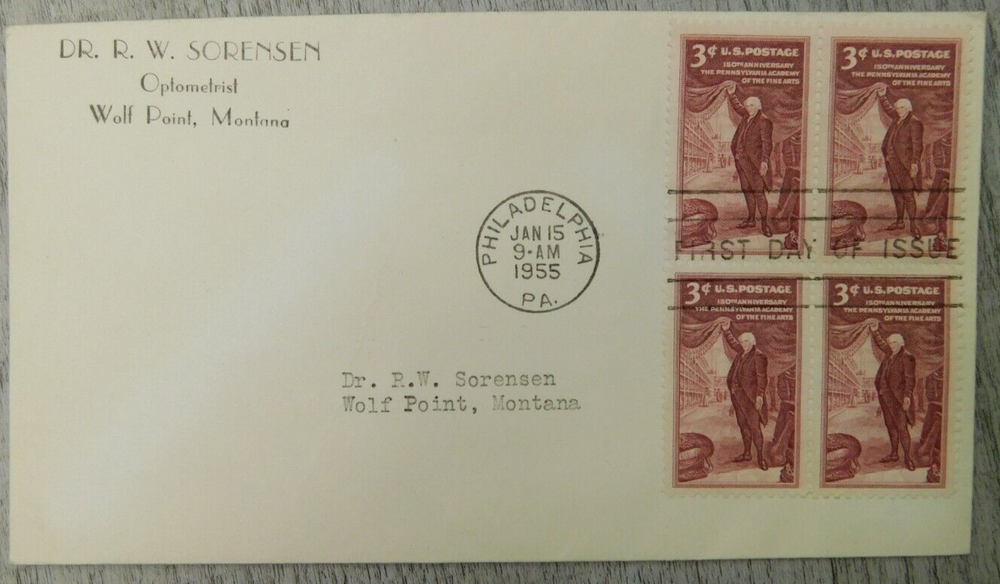 DR. R. W. SORENSEN
Optometrist
Wolf Point, Montana
3¢ U.S. POSTAGE
150TH ANNIVERSARY
THE PENNSYLVANIA ACADEMY
OF THE FINE ARTS
3¢ U.S. POSTAGE
150TH ANNIVERSARY
THE PENNSYLVANIA ACADEMY
OF THE FINE ARTS
PHILADELPHIA
JAN 15
9-AM
1955
PA.
FIRST DAY OF ISSUE
3¢ U.S. POSTAGE
150TH ANNIVERSARY
THE PENNSYLVANIA ACADEMY
OF THE FINE ARTS
3¢ U.S. POSTAGE
150TH ANNIVERSARY
THE PENNSYLVANIA ACADEMY
OF THE FINE ARTS
Dr. R.W. Sorensen
Wolf Point, Montana